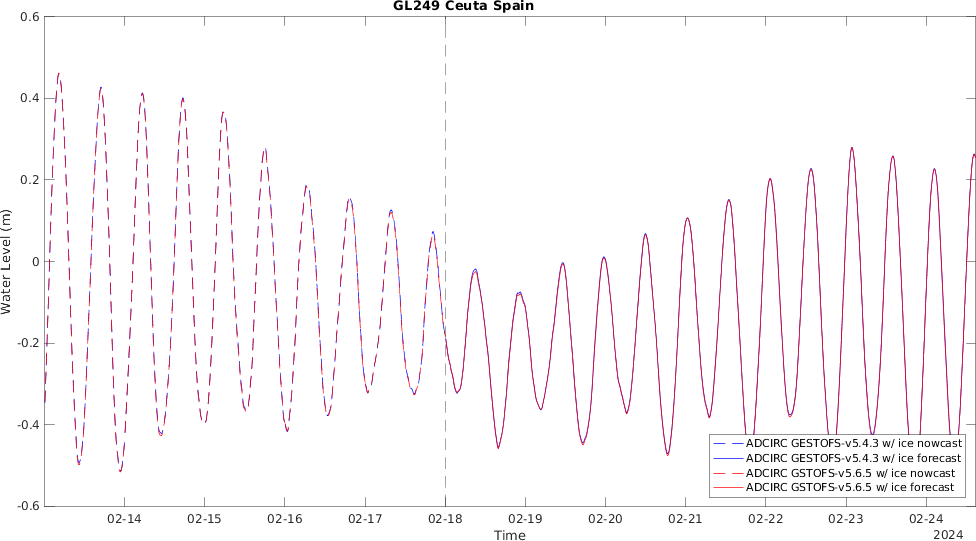 GL249 Ceuta Spain
0.6
0.4
0.2
0
-0.2
-0.4
-0.6
Water Level (m)
02-14 02-15 02-16 02-17 02-18 02-19 02-20 02-21 02-22 02-23 02-24
Time
2024
ADCIRC GESTOFS-v5.4.3 w/ ice nowcast
ADCIRC GESTOFS-v5.4.3 w/ ice forecast
ADCIRC GSTOFS-v5.6.5 w/ ice nowcast
ADCIRC GSTOFS-v5.6.5 w/ ice forecast